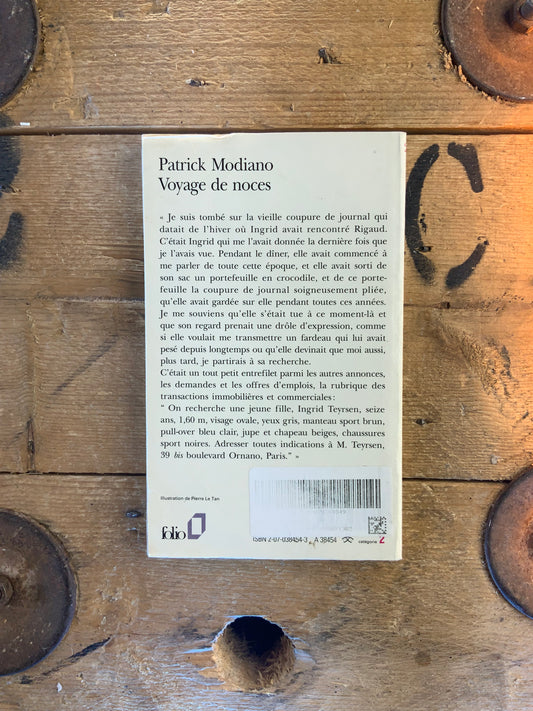 Patrick Modiano
Voyage de noces
« Je suis tombé sur la vieille coupure de journal qui
datait de l'hiver où Ingrid avait rencontré Rigaud.
C'était Ingrid qui me l'avait donnée la dernière fois que
je l'avais vue. Pendant le dîner, elle avait commencé à
me parler de toute cette époque, et elle avait sorti de
son sac un portefeuille en crocodile, et de ce porte-
feuille la coupure de journal soigneusement pliée,
qu'elle avait gardée sur elle pendant toutes ces années.
Je me souviens qu'elle s'était tue à ce moment-là et
que son regard prenait une drôle d'expression, comme
si elle voulait me transmettre un fardeau qui lui avait
pesé depuis longtemps ou qu'elle devinait que moi aussi,
plus tard, je partirais à sa recherche.
C'était un tout petit entrefilet parmi les autres annonces,
les demandes et les offres d'emplois, la rubrique des
transactions immobilières et commerciales :
" On recherche une jeune fille, Ingrid Teyrsen, seize
ans, 1,60 m, visage ovale, yeux gris, manteau sport brun,
pull-over bleu clair, jupe et chapeau beiges, chaussures
sport noires. Adresser toutes indications à M. Teyrsen,
39 bis boulevard Ornano, Paris." »
Illustration de Pierre Le Tan
folio
ISBN 2-07-038454-3 A 38454 catégorie 2
C